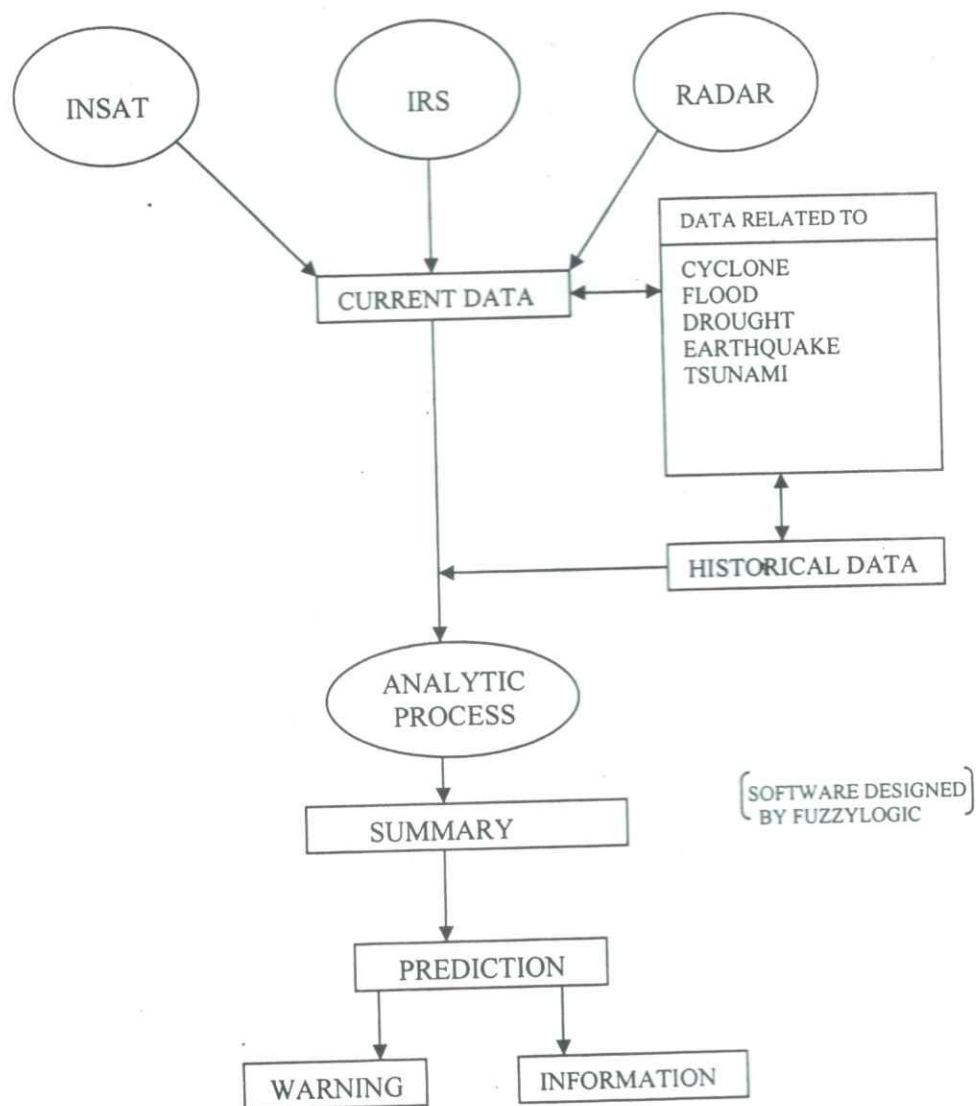 INSAT
IRS
RADAR
DATA RELATED TO
CYCLONE
FLOOD
DROUGHT
EARTHQUAKE
TSUNAMI
CURRENT DATA
HISTORICAL DATA
ANALYTIC
PROCESS
SUMMARY
SOFTWARE DESIGNED
BY FUZZYLOGIC
PREDICTION
WARNING
INFORMATION